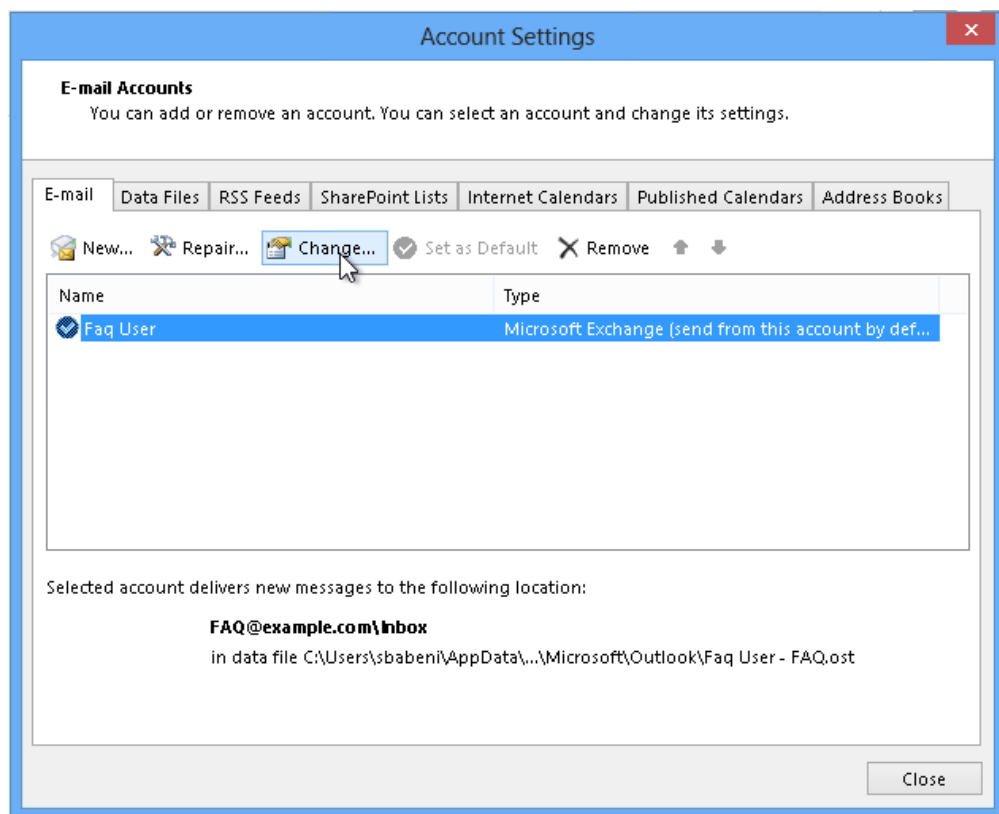 Account Settings
E-mail Accounts
You can add or remove an account. You can select an account and change its settings.
E-mail Data Files RSS Feeds SharePoint Lists Internet Calendars Published Calendars Address Books
New... Repair... Change... Set as Default Remove
Name Type
Faq User Microsoft Exchange (send from this account by def...
Selected account delivers new messages to the following location:
FAQ@example.com\Inbox
in data file C:\Users\sbabeni\AppData\...\Microsoft\Outlook\Faq User - FAQ.ost
Close